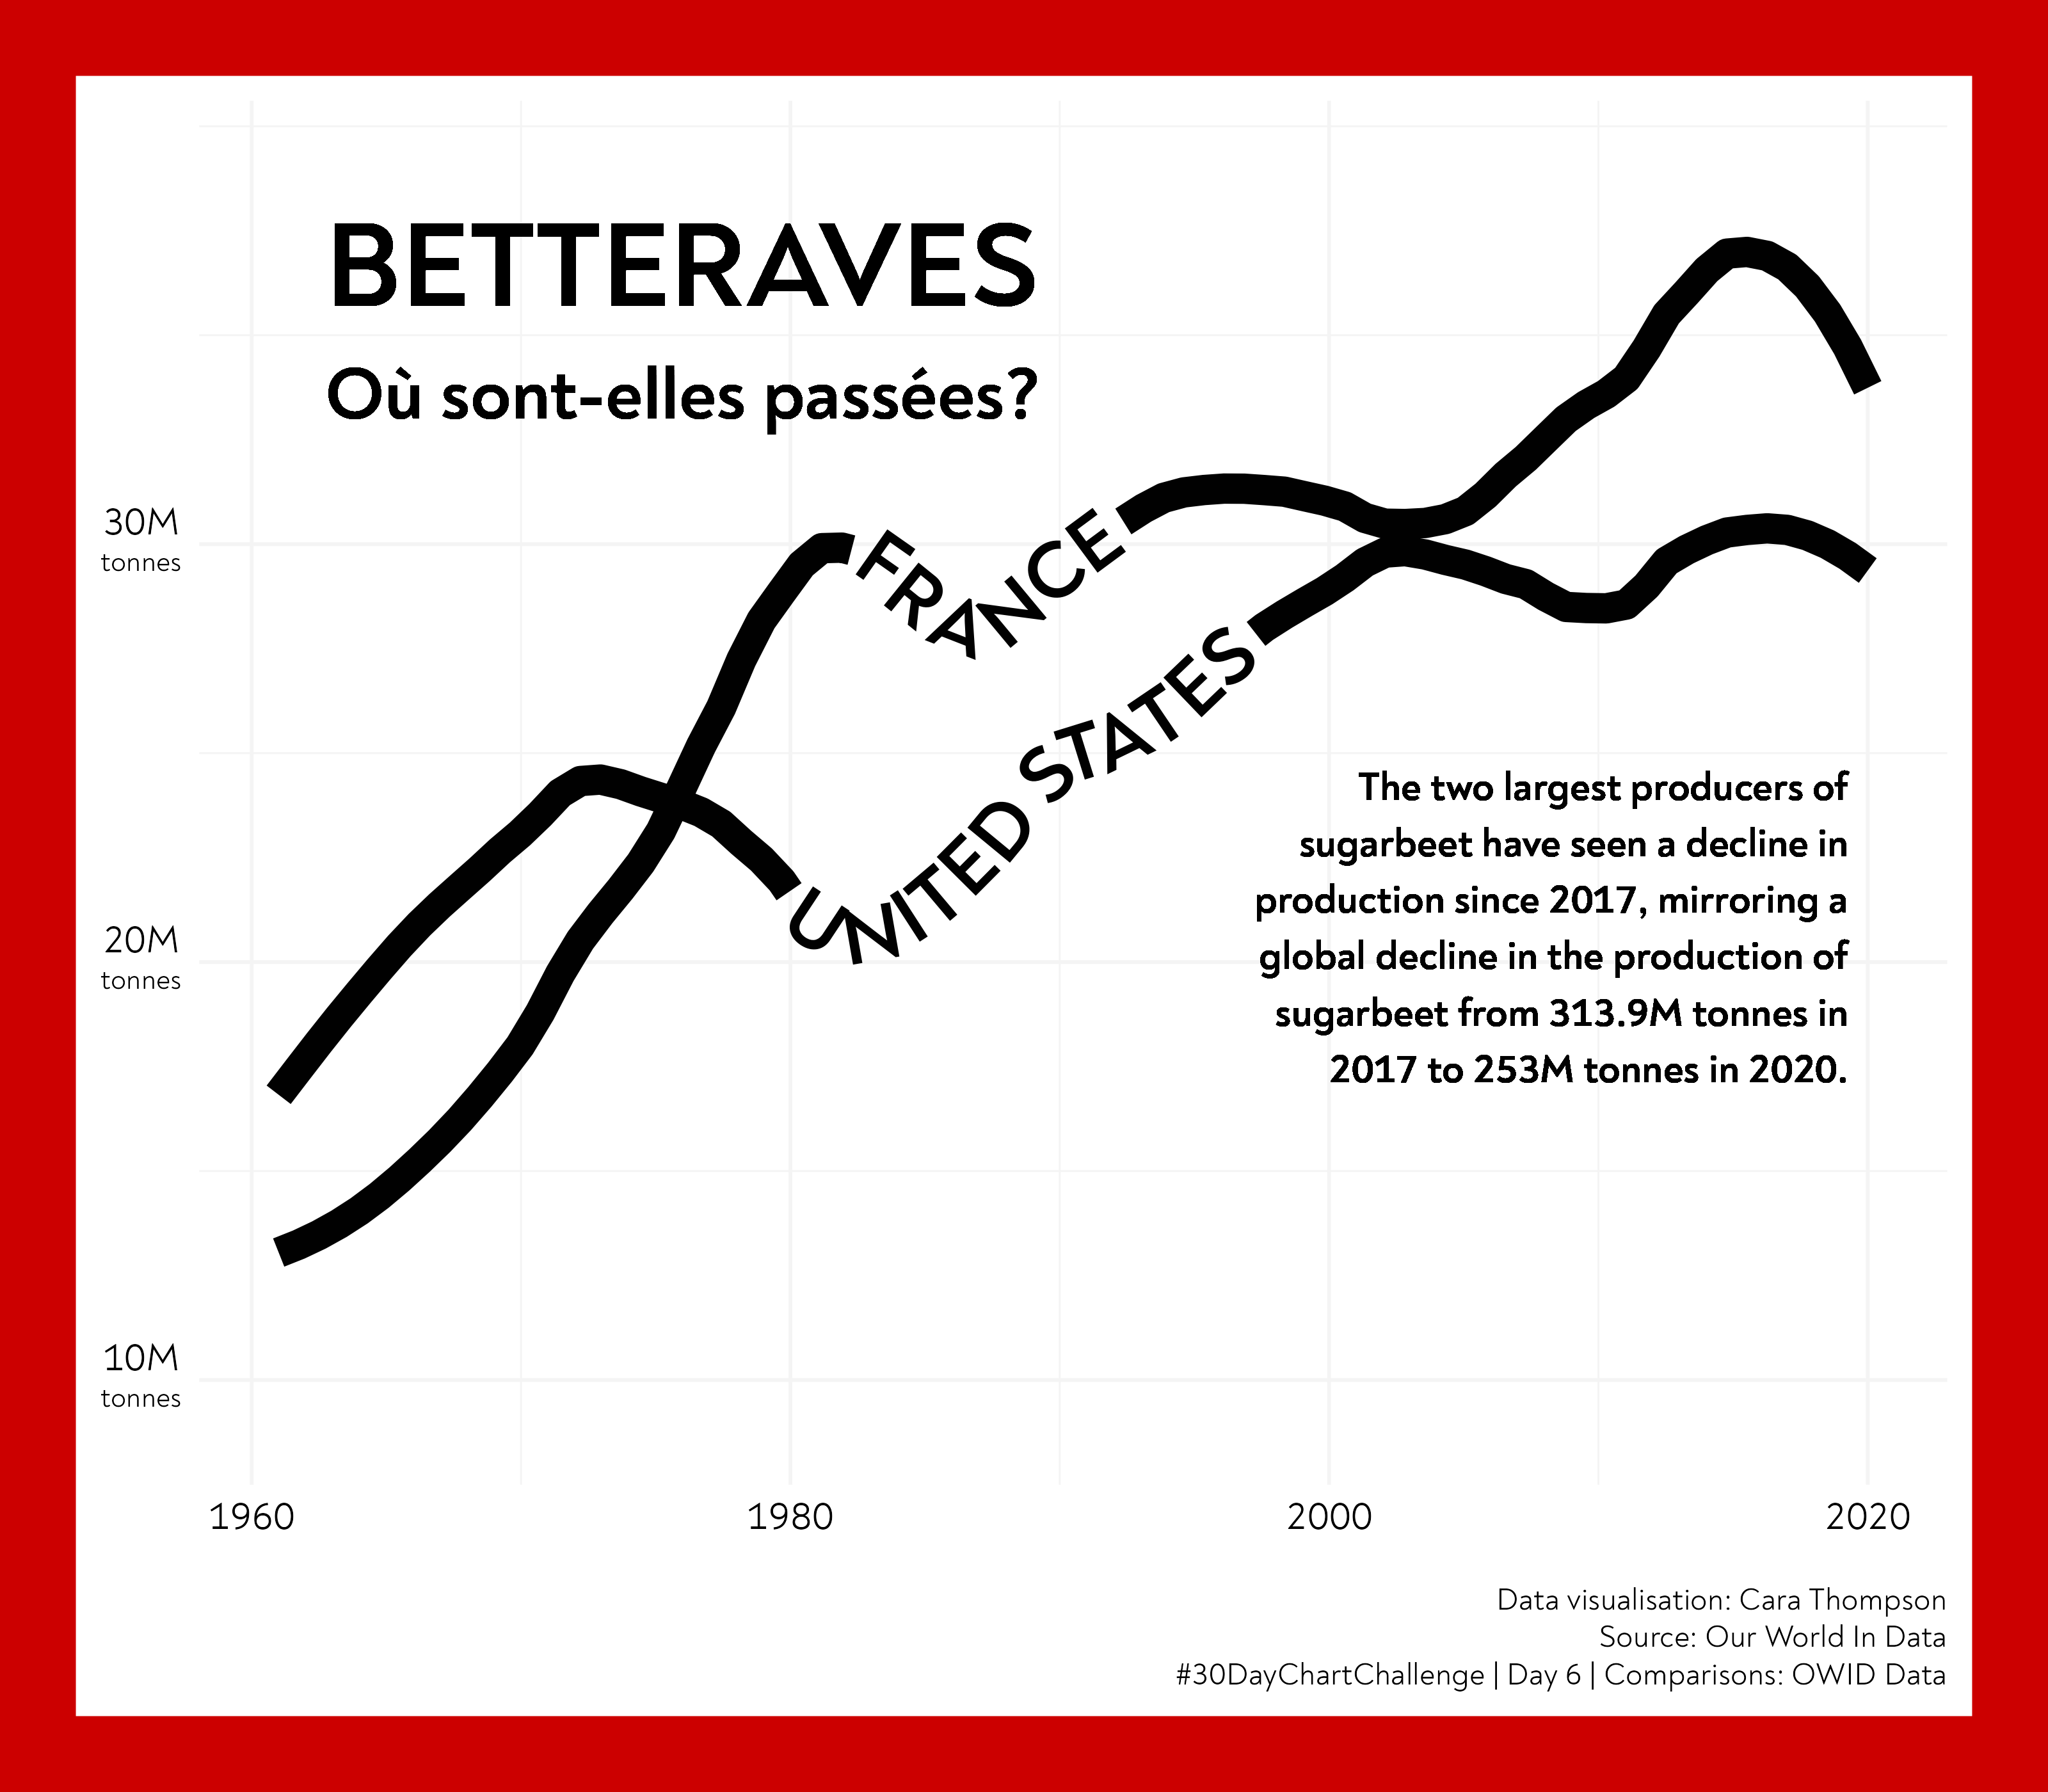 BETTERAVES
Où sont-elles passées?
30M
tonnes
FRANCE
UNITED STATES
The two largest producers of
sugarbeet have seen a decline in
production since 2017, mirroring a
global decline in the production of
sugarbeet from 313.9M tonnes in
2017 to 253M tonnes in 2020.
20M
tonnes
10M
tonnes
1960 1980 2000 2020
Data visualisation: Cara Thompson
Source: Our World In Data
#30DayChartChallenge | Day 6 | Comparisons: OWID Data